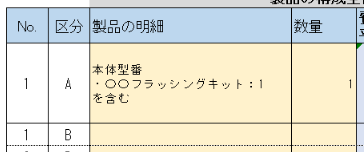 No. 区分 製品の明細 数量
1 A 本体型番
・〇〇フラッシングキット：1
を含む 1
1 B